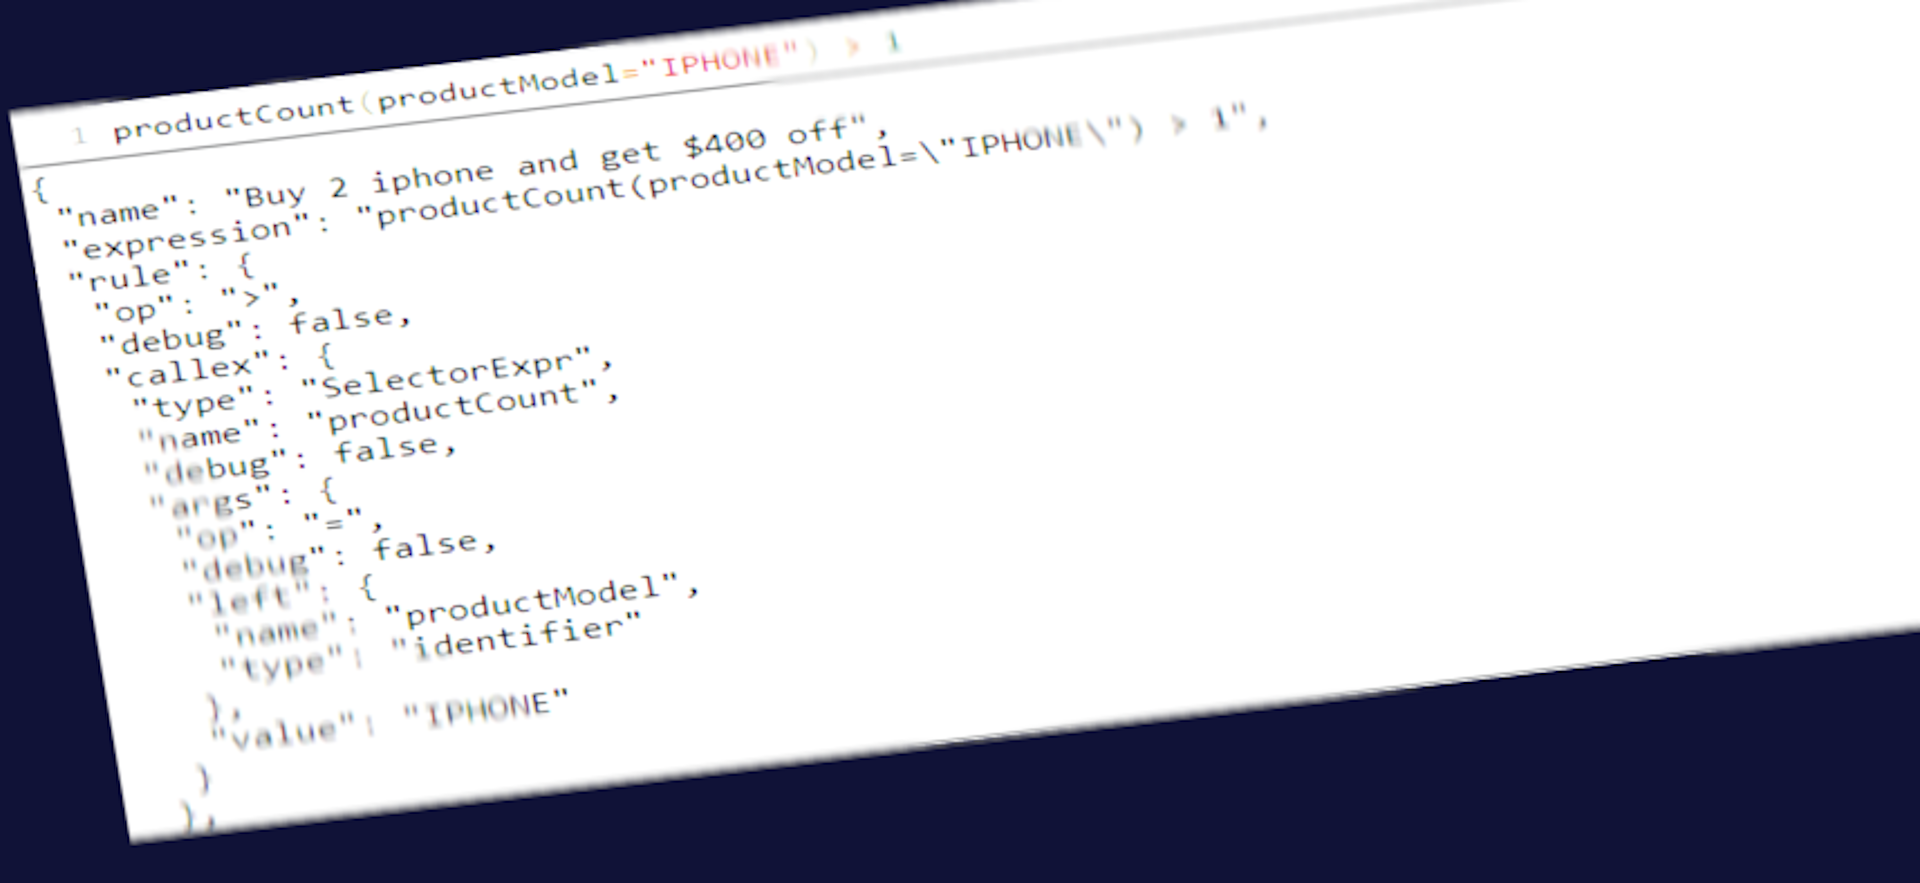 1 productCount(productModel="IPHONE") > 1
{
"name": "Buy 2 iphone and get $400 off",
"expression": "productCount(productModel=\"IPHONE\") > 1",
"rule": {
"op": ">",
"debug": false,
"callex": {
"type": "SelectorExpr",
"name": "productCount",
"debug": false,
"args": {
"op": "=",
"debug": false,
"left": {
"name": "productModel",
"type": "identifier"
},
"value": "IPHONE"
}
},